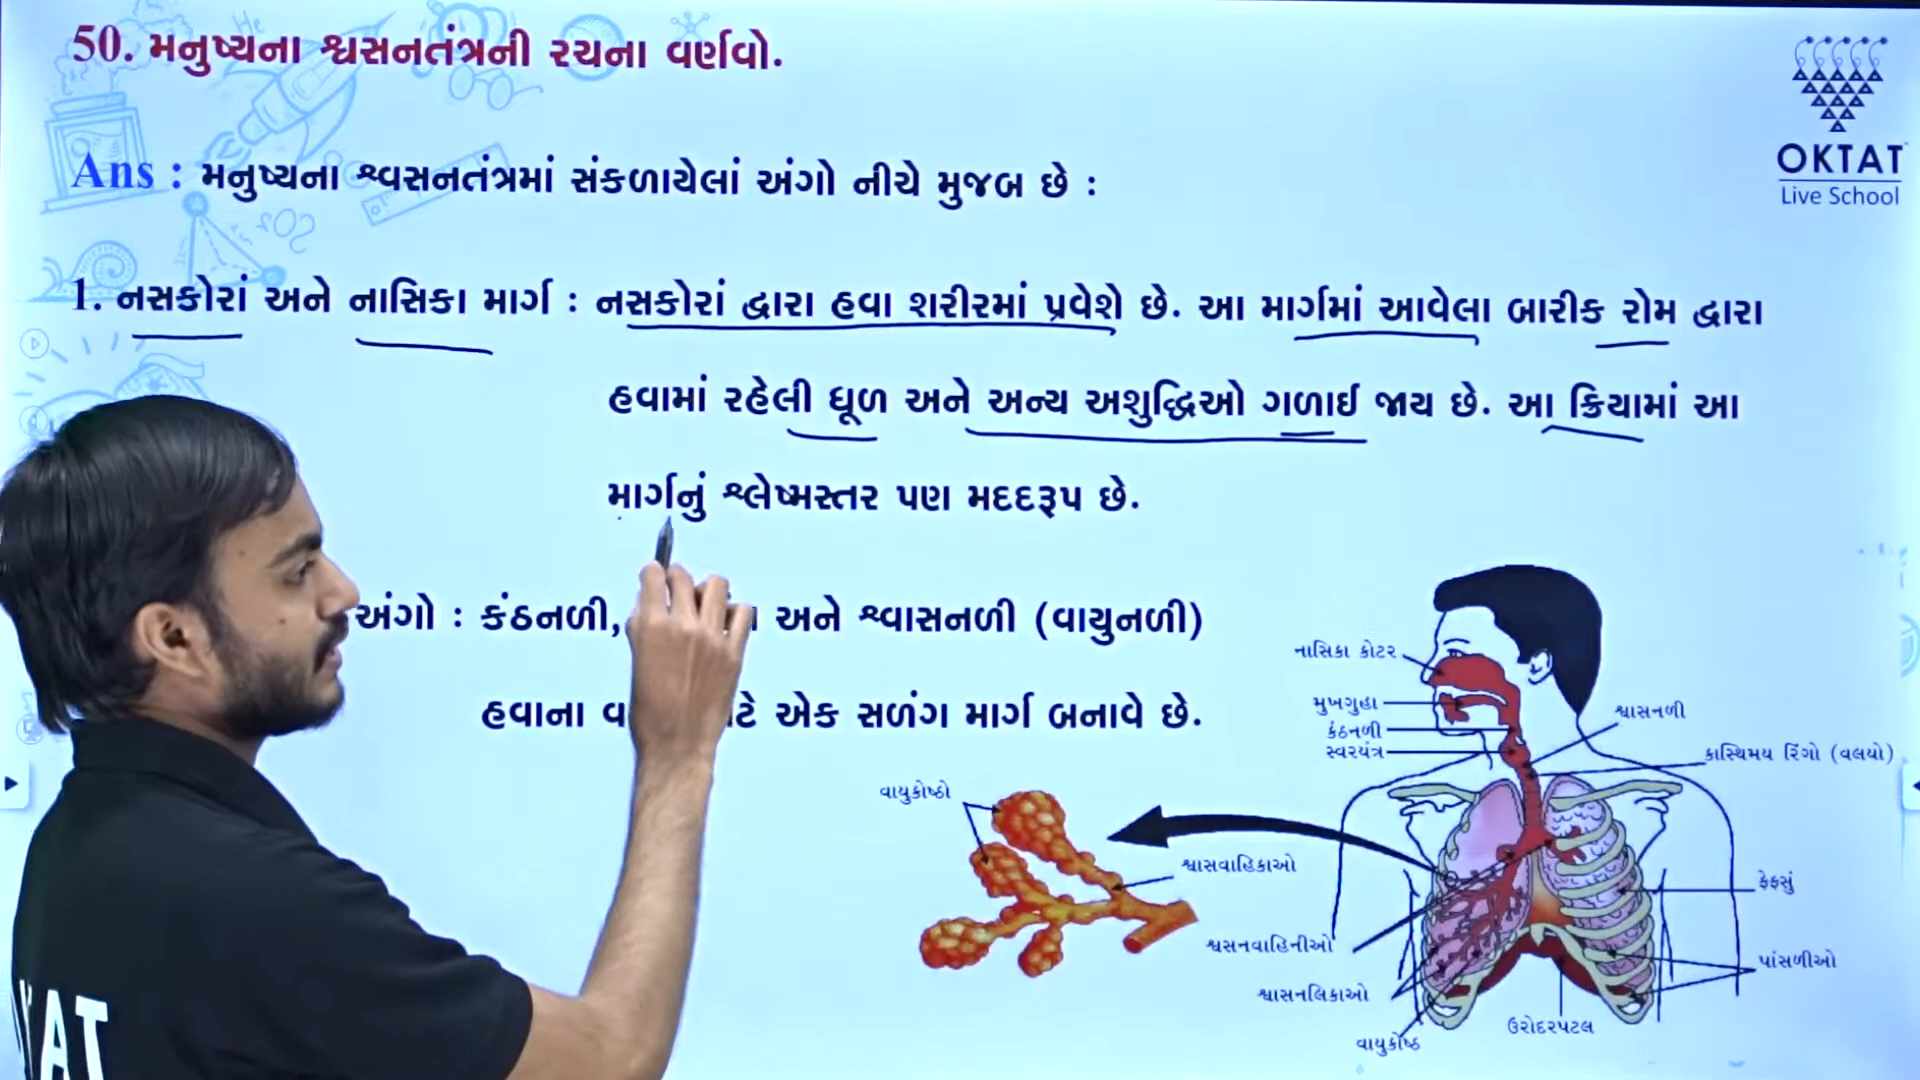 50. મનુષ્યના શ્વસનતંત્રની રચના વર્ણવો.
OKTAT
Live School
Ans : મનુષ્યના શ્વસનતંત્રમાં સંકળાયેલાં અંગો નીચે મુજબ છે :
1. નસકોરાં અને નાસિકા માર્ગ : નસકોરાં દ્વારા હવા શરીરમાં પ્રવેશે છે. આ માર્ગમાં આવેલા બારીક રોમ દ્વારા
હવામાં રહેલી ધૂળ અને અન્ય અશુદ્ધિઓ ગળાઈ જાય છે. આ ક્રિયામાં આ
માર્ગનું શ્લેષ્મસ્તર પણ મદદરૂપ છે.
અંગો : કંઠનળી, અને શ્વાસનળી (વાયુનળી)
હવાના એક સળંગ માર્ગ બનાવે છે.
નાસિકા કોટર
મુખગુહા
કંઠનળી
સ્વરયંત્ર
શ્વાસનળી
કાસ્થિમય રિંગો (વલયો)
વાયુકોષ્ઠો
શ્વાસવાહિકાઓ
ફેફસું
શ્વસનવાહિનીઓ
પાંસળીઓ
શ્વાસનલિકાઓ
ઉરોદરપટલ
વાયુકોષ્ઠ